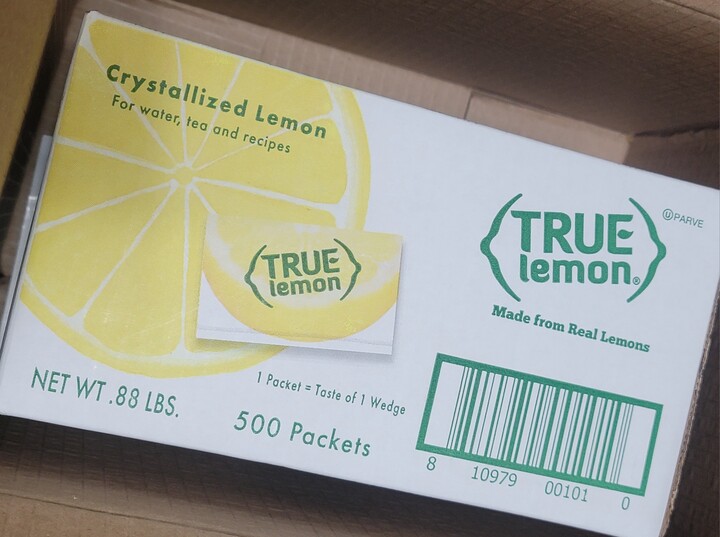 Crystallized Lemon
For water, tea and recipes
TRUE
lemon
TRUE
lemon®
Ⓤ PARVE
Made from Real Lemons
1 Packet = Taste of 1 Wedge
NET WT .88 LBS.
500 Packets
8 10979 00101 0